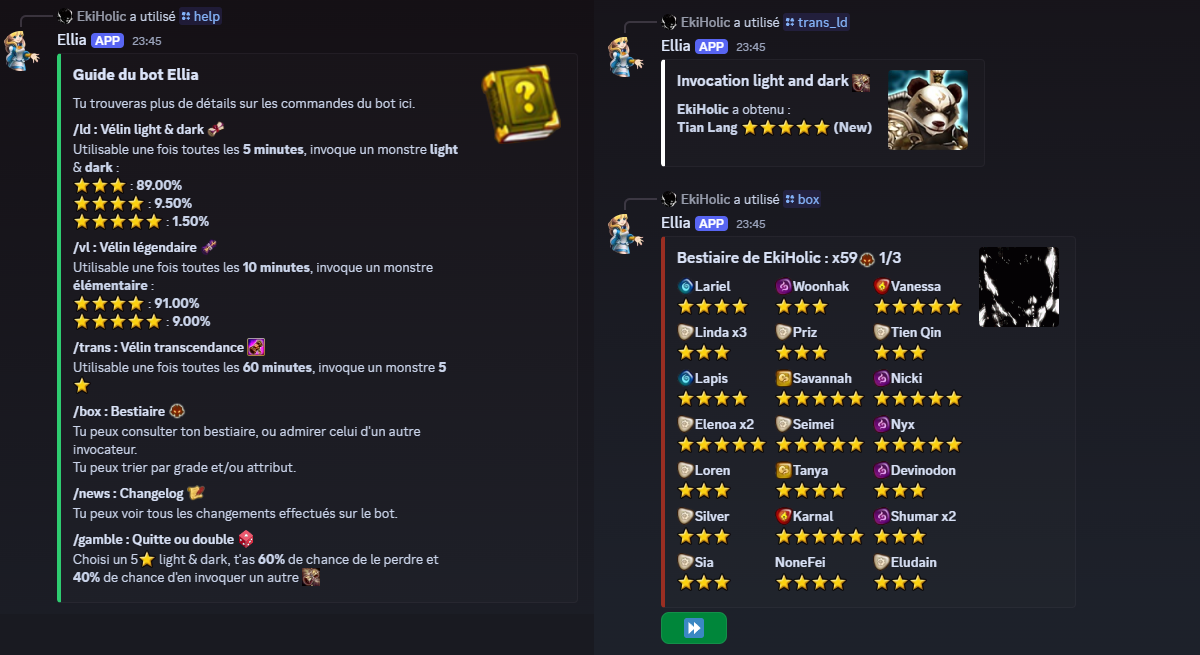 EkiHolic a utilisé help
Ellia APP 23:45
Guide du bot Ellia
Tu trouveras plus de détails sur les commandes du bot ici.
/ld : Vélin light & dark
Utilisable une fois toutes les 5 minutes, invoque un monstre light
& dark :
⭐⭐⭐ : 89.00%
⭐⭐⭐⭐ : 9.50%
⭐⭐⭐⭐⭐ : 1.50%
/vl : Vélin légendaire
Utilisable une fois toutes les 10 minutes, invoque un monstre
élémentaire :
⭐⭐⭐⭐ : 91.00%
⭐⭐⭐⭐⭐ : 9.00%
/trans : Vélin transcendance
Utilisable une fois toutes les 60 minutes, invoque un monstre 5
⭐
/box : Bestiaire
Tu peux consulter ton bestiaire, ou admirer celui d'un autre
invocateur.
Tu peux trier par grade et/ou attribut.
/news : Changelog
Tu peux voir tous les changements effectués sur le bot.
/gamble : Quitte ou double
Choisi un 5⭐ light & dark, t'as 60% de chance de le perdre et
40% de chance d'en invoquer un autre
EkiHolic a utilisé trans_ld
Ellia APP 23:45
Invocation light and dark
EkiHolic a obtenu :
Tian Lang ⭐⭐⭐⭐⭐ (New)
EkiHolic a utilisé box
Ellia APP 23:45
Bestiaire de EkiHolic : x59 1/3
Lariel Woonhak Vanessa
⭐⭐⭐⭐ ⭐⭐⭐ ⭐⭐⭐⭐⭐
Linda x3 Priz Tien Qin
⭐⭐⭐ ⭐⭐⭐ ⭐⭐⭐
Lapis Savannah Nicki
⭐⭐⭐⭐ ⭐⭐⭐⭐⭐ ⭐⭐⭐⭐⭐
Elenoa x2 Seimei Nyx
⭐⭐⭐⭐⭐ ⭐⭐⭐⭐⭐ ⭐⭐⭐⭐⭐
Loren Tanya Devinodon
⭐⭐⭐ ⭐⭐⭐⭐ ⭐⭐⭐
Silver Karnal Shumar x2
⭐⭐⭐ ⭐⭐⭐⭐⭐ ⭐⭐⭐
Sia NoneFei Eludain
⭐⭐⭐ ⭐⭐⭐⭐ ⭐⭐⭐